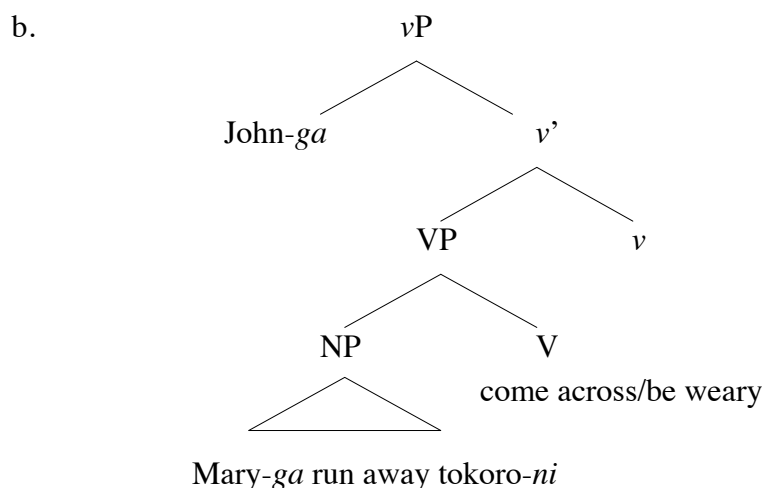 b. vP
John-ga v’
VP v
NP V
come across/be weary
Mary-ga run away tokoro-ni